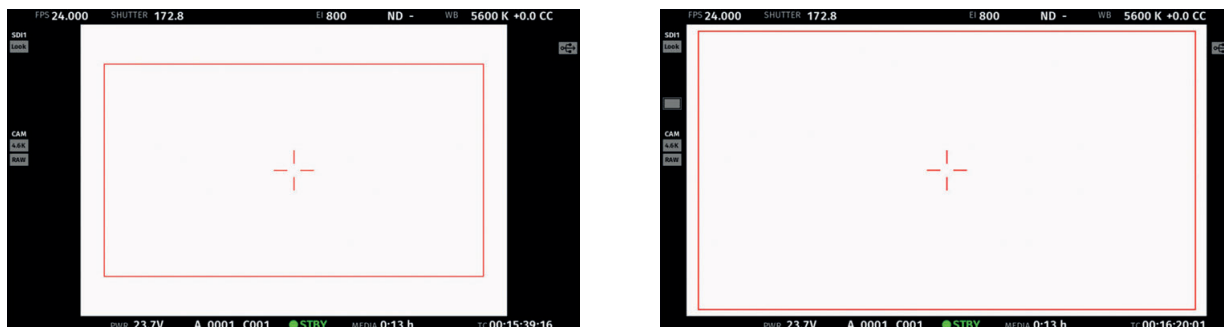 FPS 24.000 SHUTTER 172.8 EI 800 ND - WB 5600 K +0.0 CC
SDI1
Look
CAM
4.6K
RAW
PWR 23.7V A_0001_C001 STBY MEDIA 0:13 h TC 00:15:39:16
FPS 24.000 SHUTTER 172.8 EI 800 ND - WB 5600 K +0.0 CC
SDI1
Look
CAM
4.6K
RAW
PWR 23.7V A_0001_C001 STBY MEDIA 0:13 h TC 00:16:20:01